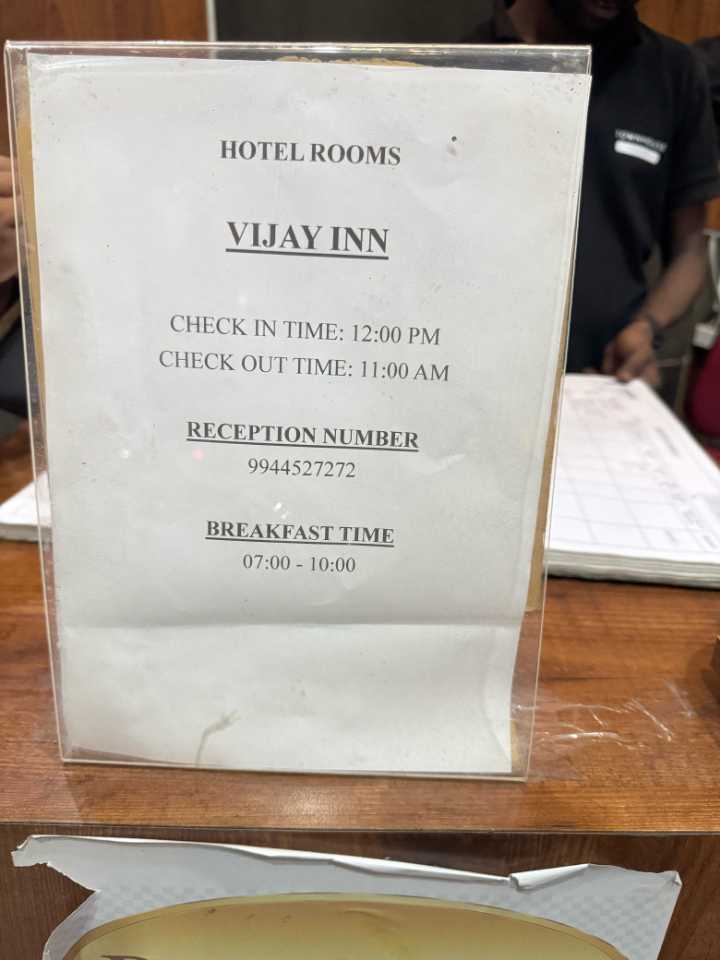 HOTEL ROOMS
VIJAY INN
CHECK IN TIME: 12:00 PM
CHECK OUT TIME: 11:00 AM
RECEPTION NUMBER
9944527272
BREAKFAST TIME
07:00 - 10:00